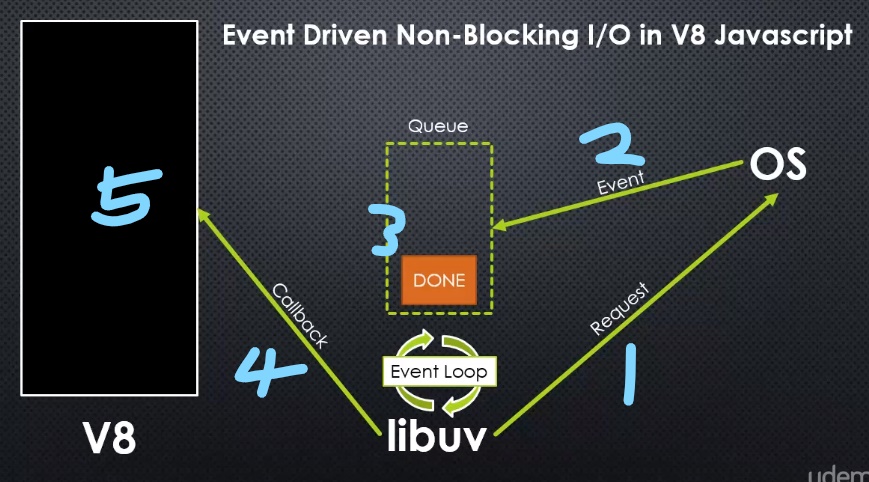 Event Driven Non-Blocking I/O in V8 Javascript
Queue
2
OS
Event
5
3
DONE
Callback
Request
4
Event Loop
1
V8
libuv
udem